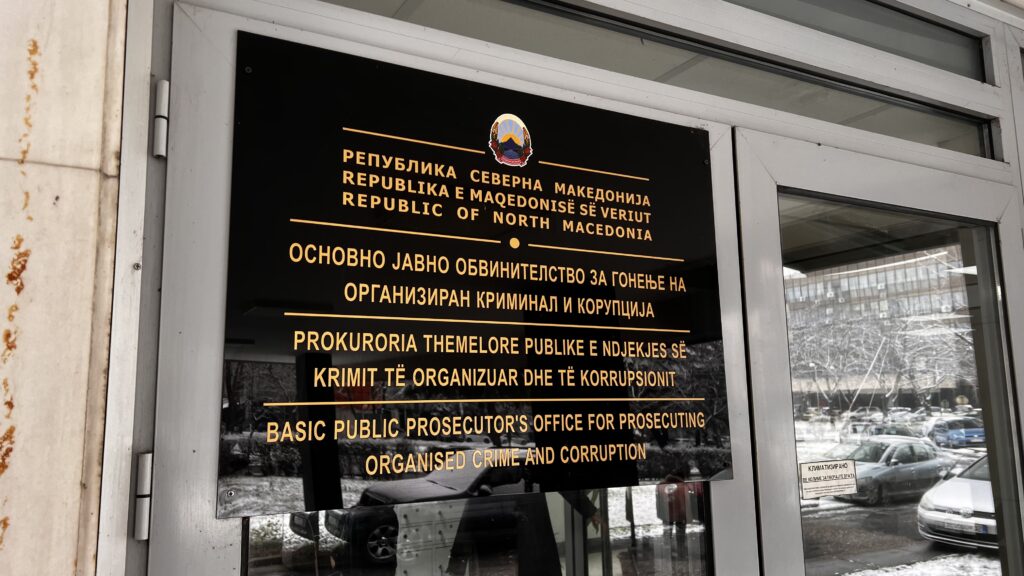 РЕПУБЛИКА СЕВЕРНА МАКЕДОНИЈА
REPUBLIKA E MAQEDONISË SË VERIUT
REPUBLIC OF NORTH MACEDONIA
ОСНОВНО ЈАВНО ОБВИНИТЕЛСТВО ЗА ГОНЕЊЕ НА
ОРГАНИЗИРАН КРИМИНАЛ И КОРУПЦИЈА
PROKURORIA THEMELORE PUBLIKE E NDJEKJES SË
KRIMIT TË ORGANIZUAR DHE TË KORRUPSIONIT
BASIC PUBLIC PROSECUTOR'S OFFICE FOR PROSECUTING
ORGANISED CRIME AND CORRUPTION
КЛИМАТИЗИРАНО